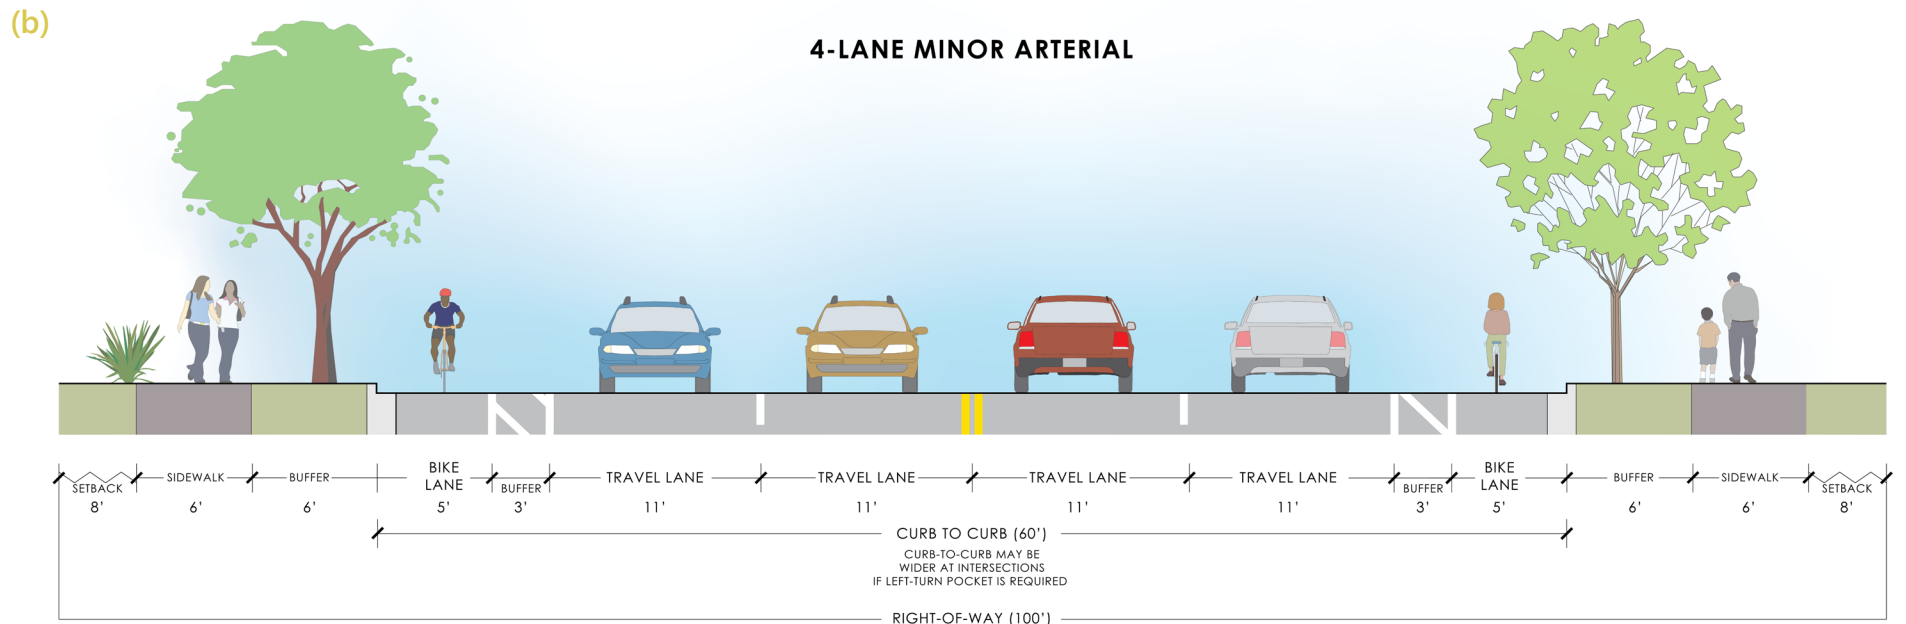 (b)
4-LANE MINOR ARTERIAL
SETBACK
8'
SIDEWALK
6'
BUFFER
6'
BIKE
LANE
5'
BUFFER
3'
TRAVEL LANE
11'
TRAVEL LANE
11'
TRAVEL LANE
11'
TRAVEL LANE
11'
BUFFER
3'
BIKE
LANE
5'
BUFFER
6'
SIDEWALK
6'
SETBACK
8'
CURB TO CURB (60')
CURB-TO-CURB MAY BE
WIDER AT INTERSECTIONS
IF LEFT-TURN POCKET IS REQUIRED
RIGHT-OF-WAY (100')